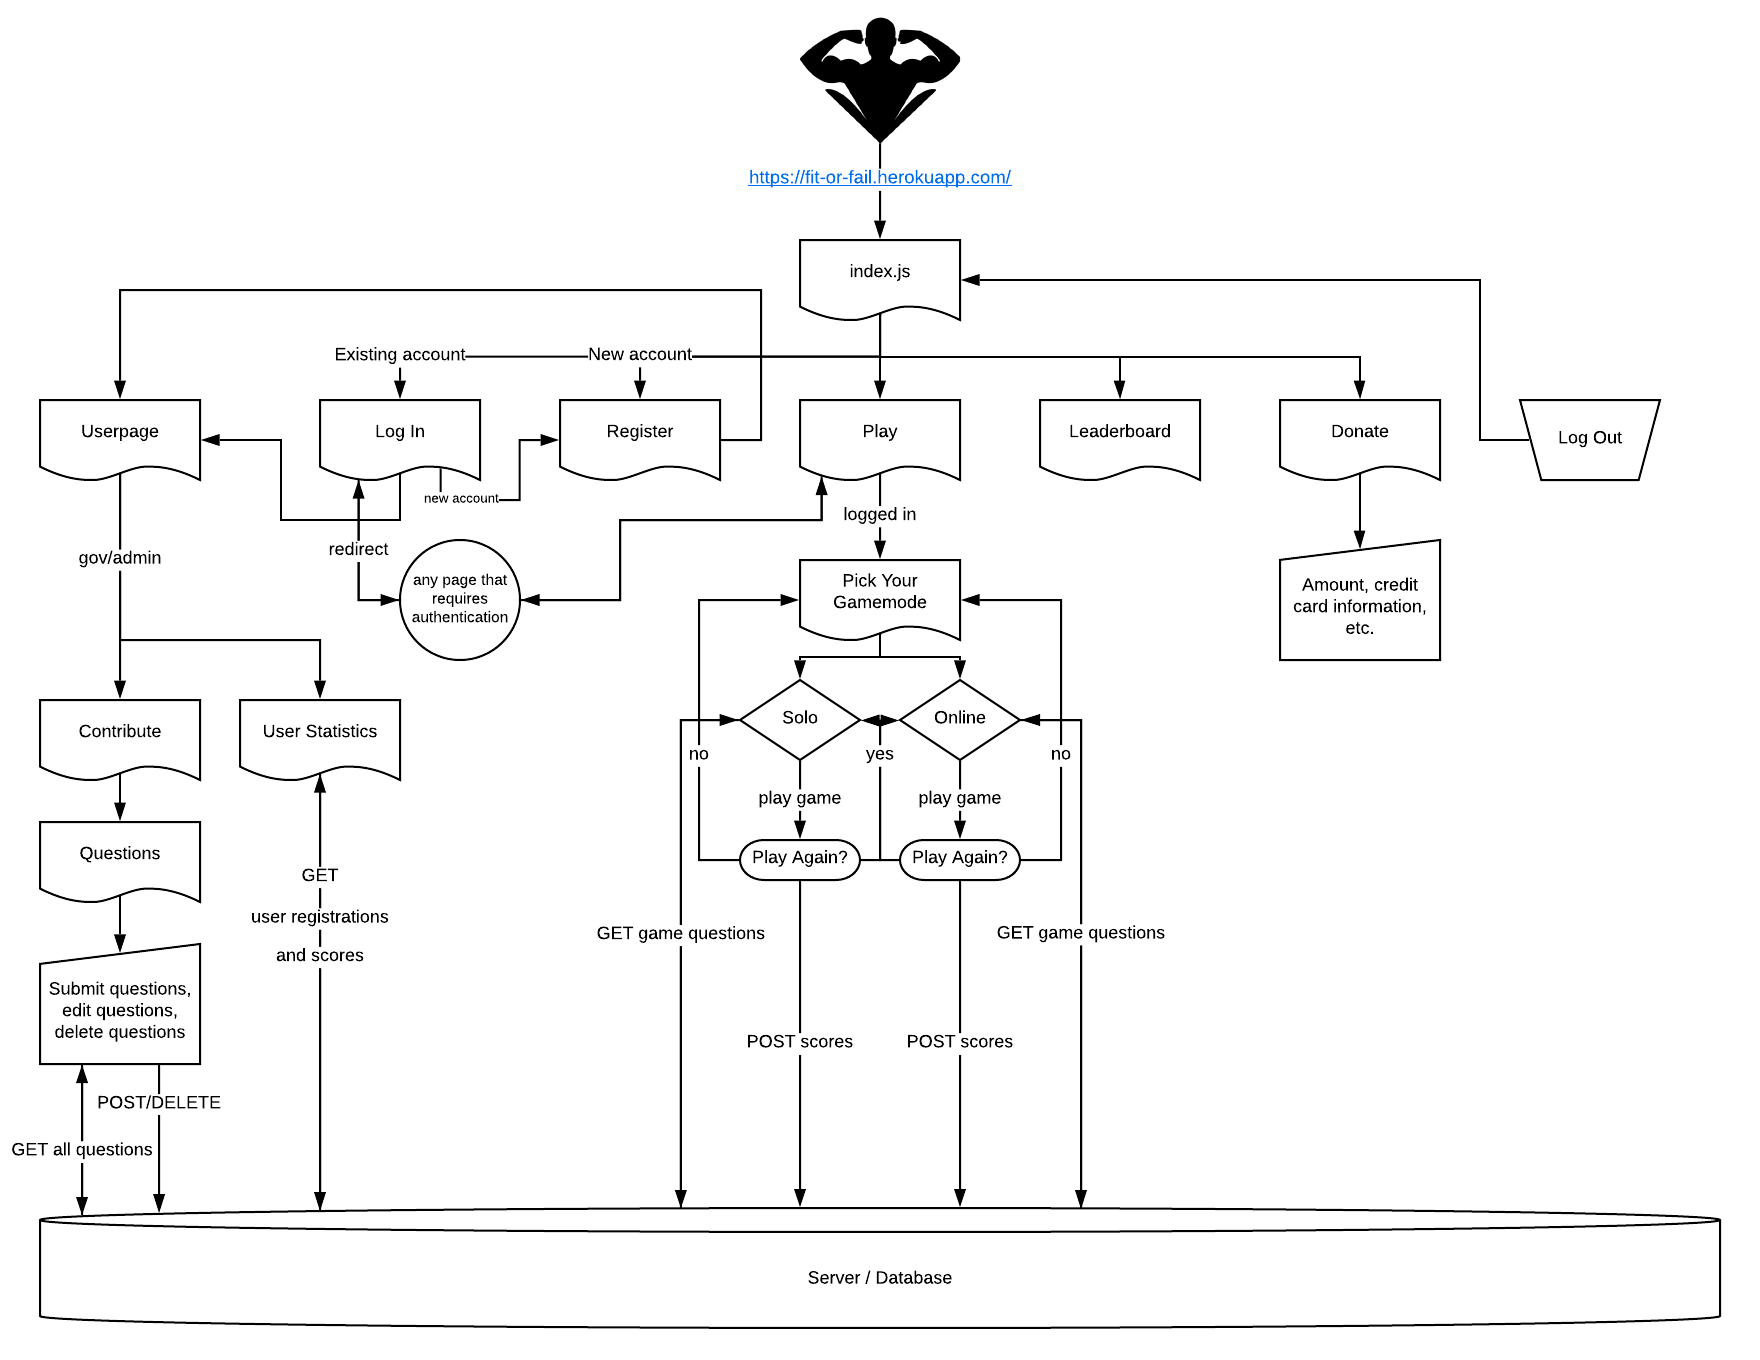 https://fit-or-fail.herokuapp.com/
index.js
Existing account
New account
Userpage
Log In
Register
Play
Leaderboard
Donate
Log Out
new account
logged in
redirect
gov/admin
any page that
requires
authentication
Pick Your
Gamemode
Amount, credit
card information,
etc.
Contribute
User Statistics
Solo
Online
no
yes
no
play game
play game
Questions
Play Again?
Play Again?
GET
user registrations
and scores
GET game questions
GET game questions
Submit questions,
edit questions,
delete questions
POST scores
POST scores
POST/DELETE
GET all questions
Server / Database